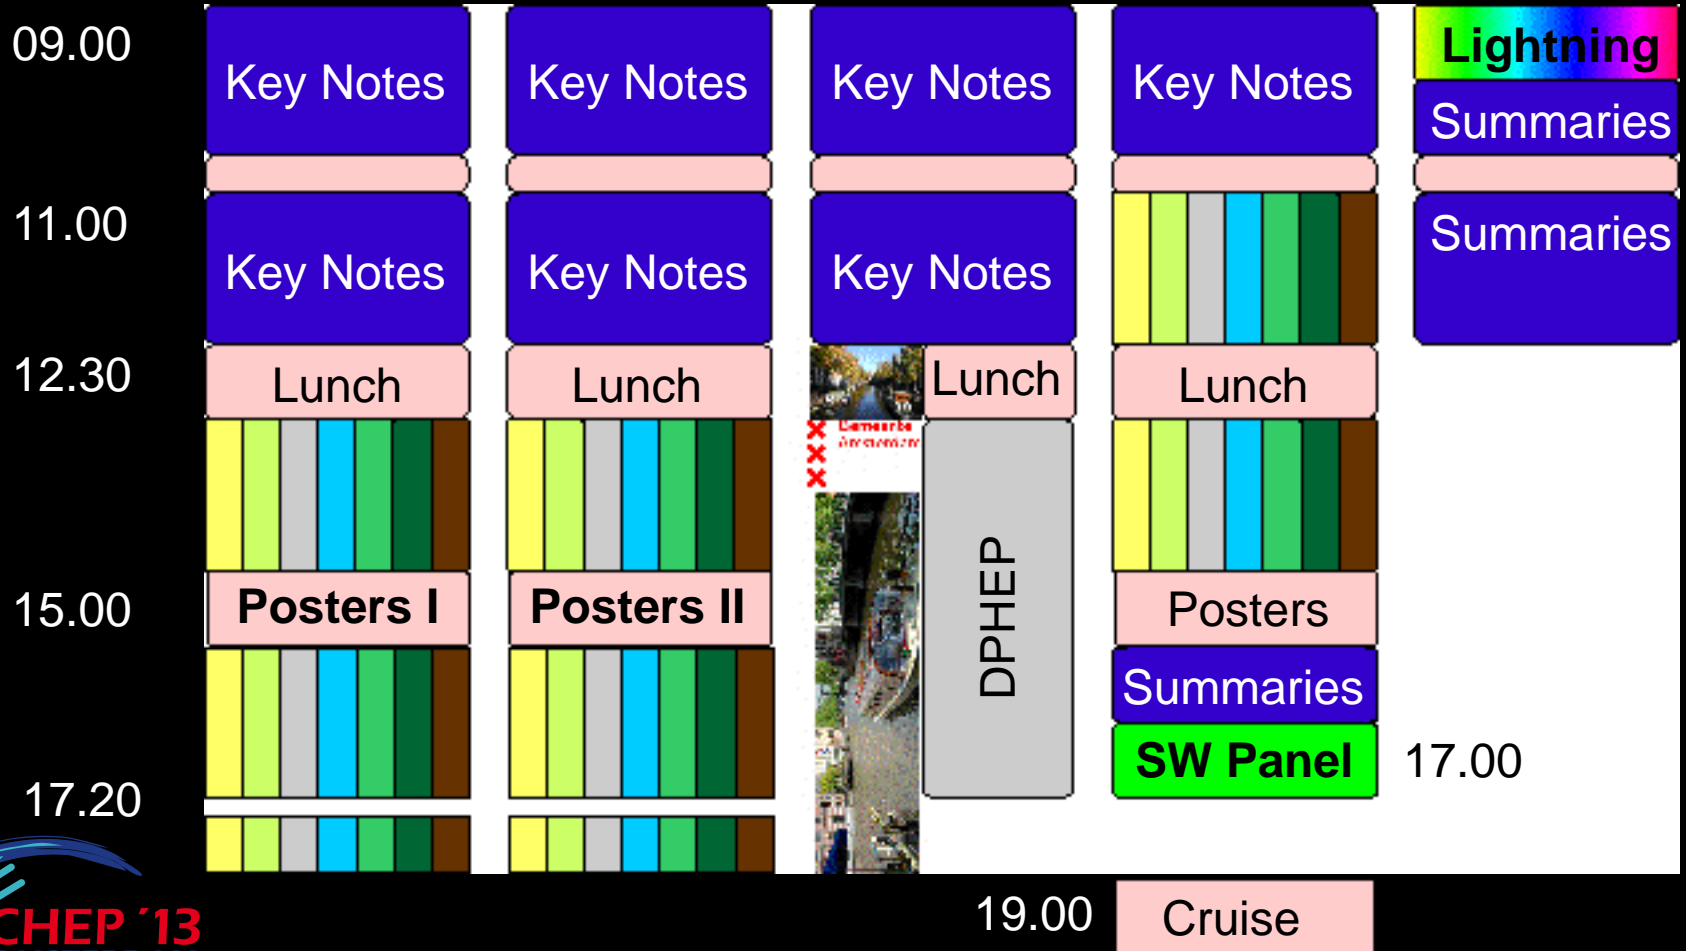 09.00
Key Notes
Key Notes
Key Notes
Key Notes
Lightning
Summaries
11.00
Key Notes
Key Notes
Key Notes
Summaries
12.30
Lunch
Lunch
Lunch
Lunch
Gemeente
Amsterdam
DPHEP
15.00
Posters I
Posters II
Posters
Summaries
SW Panel
17.00
17.20
19.00
Cruise
CHEP '13